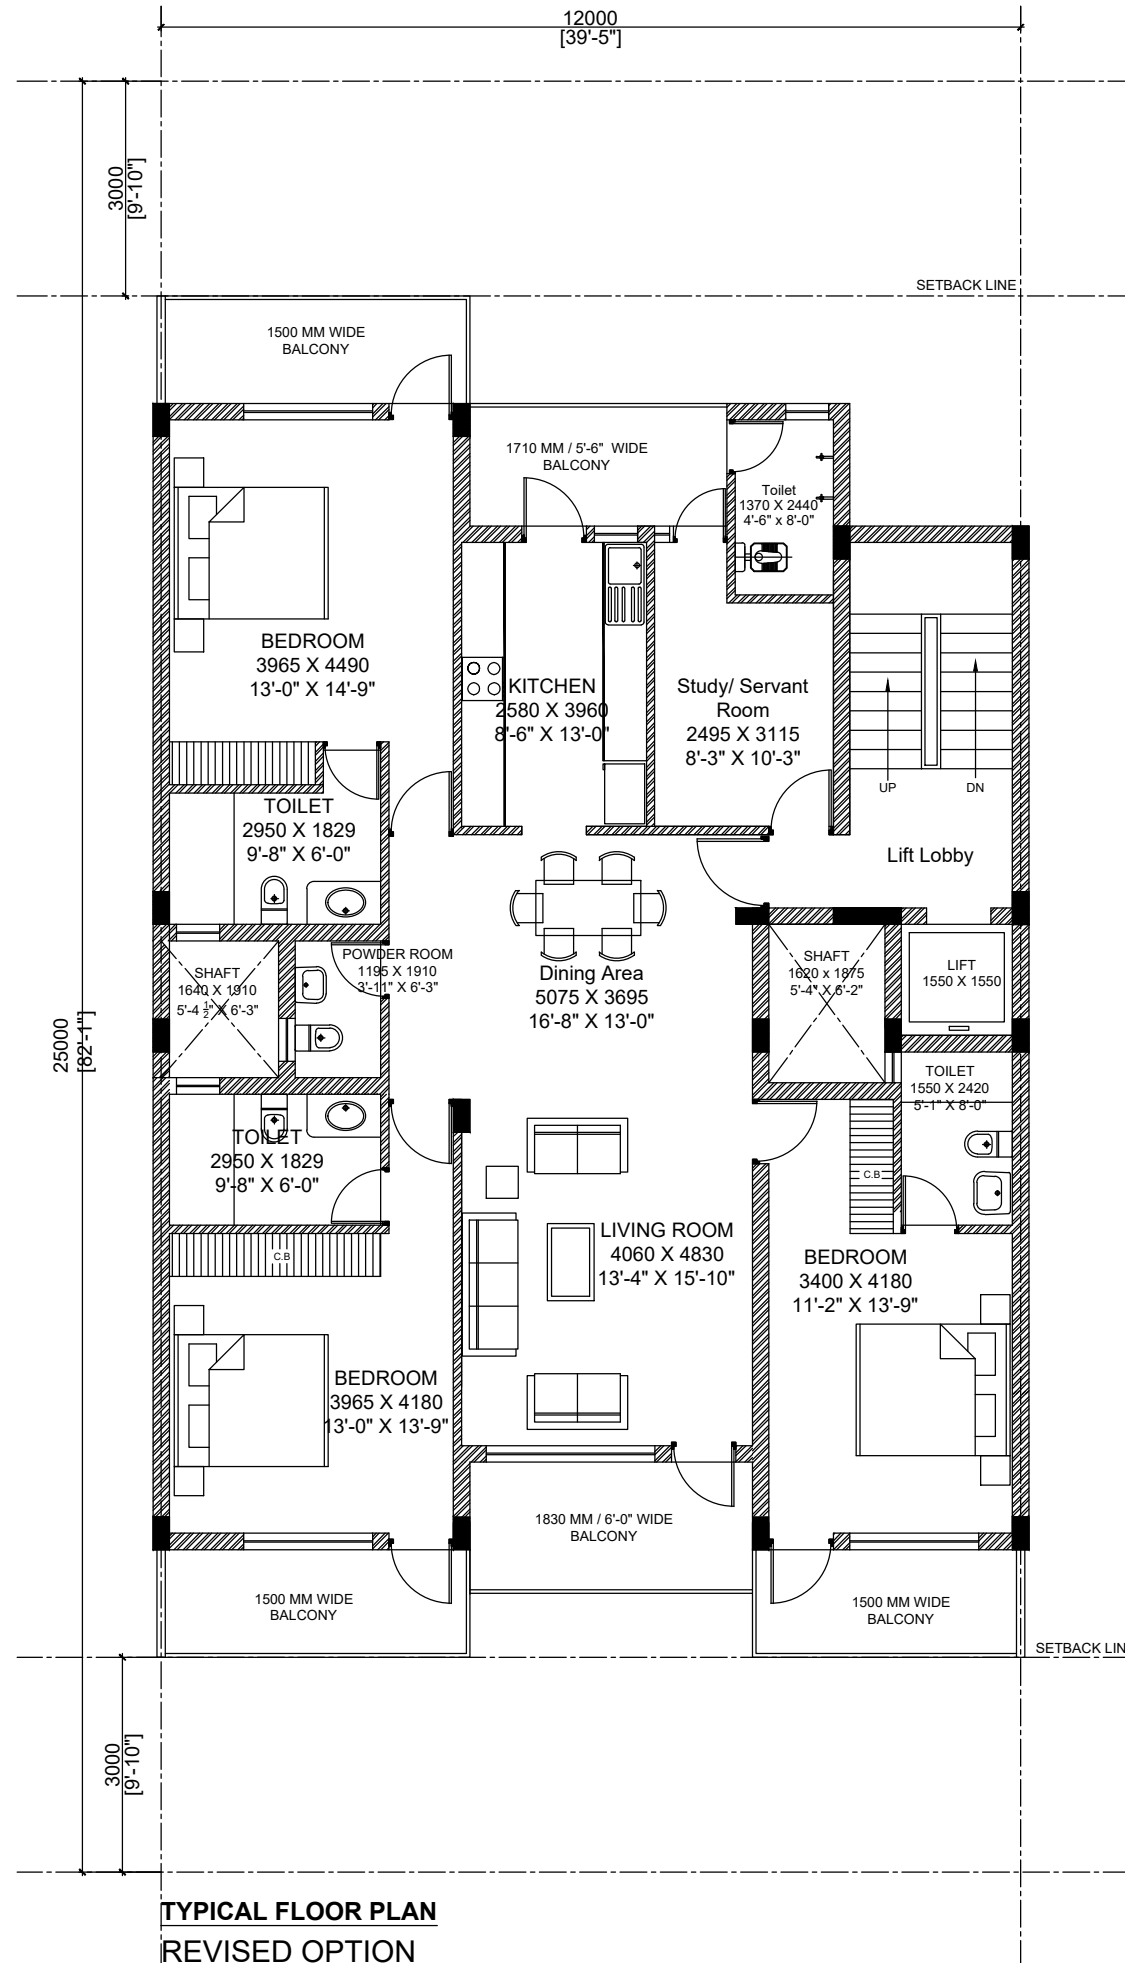 12000
[39'-5"]
3000
[9'-10"]
SETBACK LINE
1500 MM WIDE
BALCONY
1710 MM / 5'-6" WIDE
BALCONY
Toilet
1370 X 2440
4'-6" x 8'-0"
BEDROOM
3965 X 4490
13'-0" X 14'-9"
KITCHEN
2580 X 3960
8'-6" X 13'-0"
Study/ Servant
Room
2495 X 3115
8'-3" X 10'-3"
UP
DN
TOILET
2950 X 1829
9'-8" X 6'-0"
Lift Lobby
POWDER ROOM
1195 X 1910
3'-11" X 6'-3"
SHAFT
1640 X 1910
5'-4 1/2" X 6'-3"
Dining Area
5075 X 3695
16'-8" X 13'-0"
SHAFT
1620 x 1875
5'-4" x 6'-2"
LIFT
1550 X 1550
25000
[82'-1"]
TOILET
1550 X 2420
5'-1" X 8'-0"
TOILET
2950 X 1829
9'-8" X 6'-0"
C.B
C.B
LIVING ROOM
4060 X 4830
13'-4" X 15'-10"
BEDROOM
3400 X 4180
11'-2" X 13'-9"
BEDROOM
3965 X 4180
13'-0" X 13'-9"
1830 MM / 6'-0" WIDE
BALCONY
1500 MM WIDE
BALCONY
1500 MM WIDE
BALCONY
SETBACK LIN
3000
[9'-10"]
TYPICAL FLOOR PLAN
REVISED OPTION